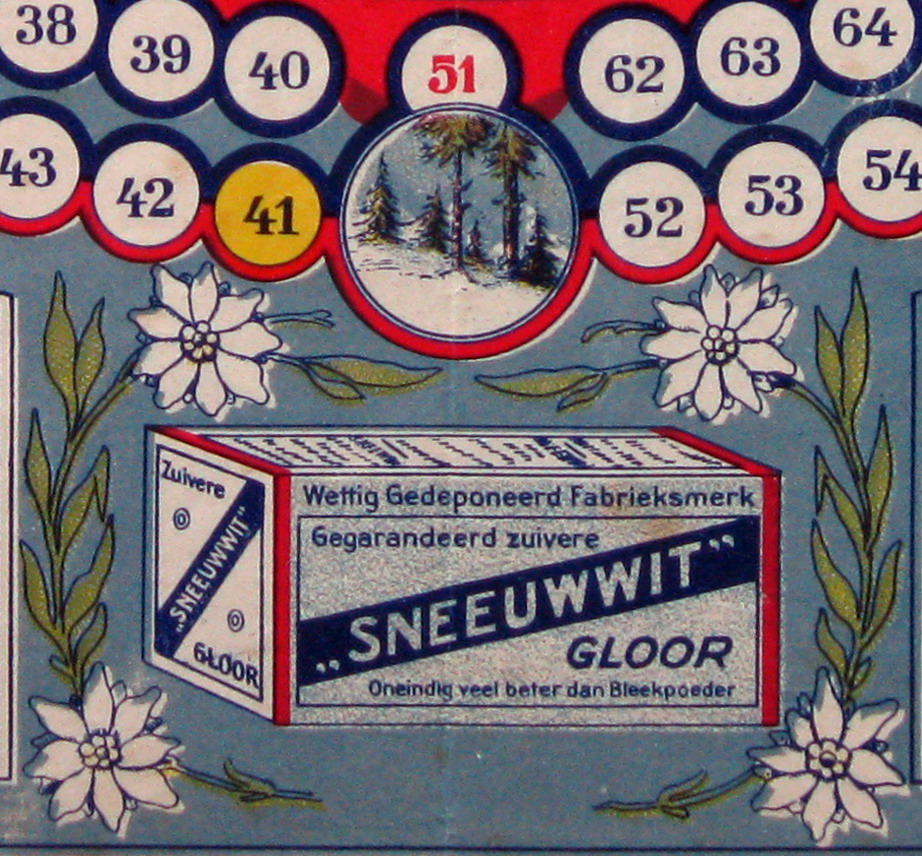 38 39 40 51 62 63 64
43 42 41 52 53 54
Zuivere
„SNEEUWWIT”
GLOOR
Wettig Gedeponeerd Fabrieksmerk
Gegarandeerd zuivere
„SNEEUWWIT”
GLOOR
Oneindig veel beter dan Bleekpoeder